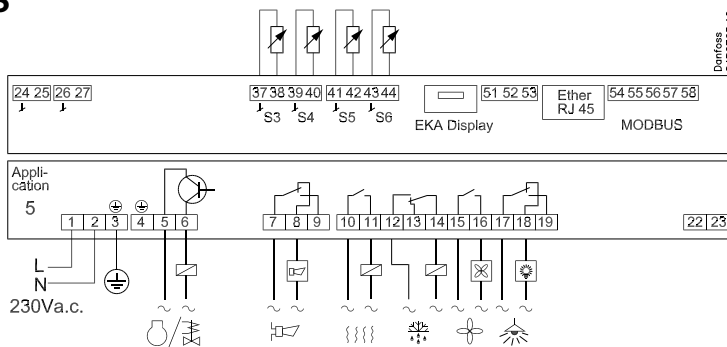 Danfoss
24 25 26 27
37 38 39 40 41 42 43 44
51 52 53
54 55 56 57 58
S3 S4 S5 S6
EKA Display
Ether
RJ 45
MODBUS
Appli-
cation
5
1 2 3 4 5 6 7 8 9 10 11 12 13 14 15 16 17 18 19 22 23
L
N
230Va.c.